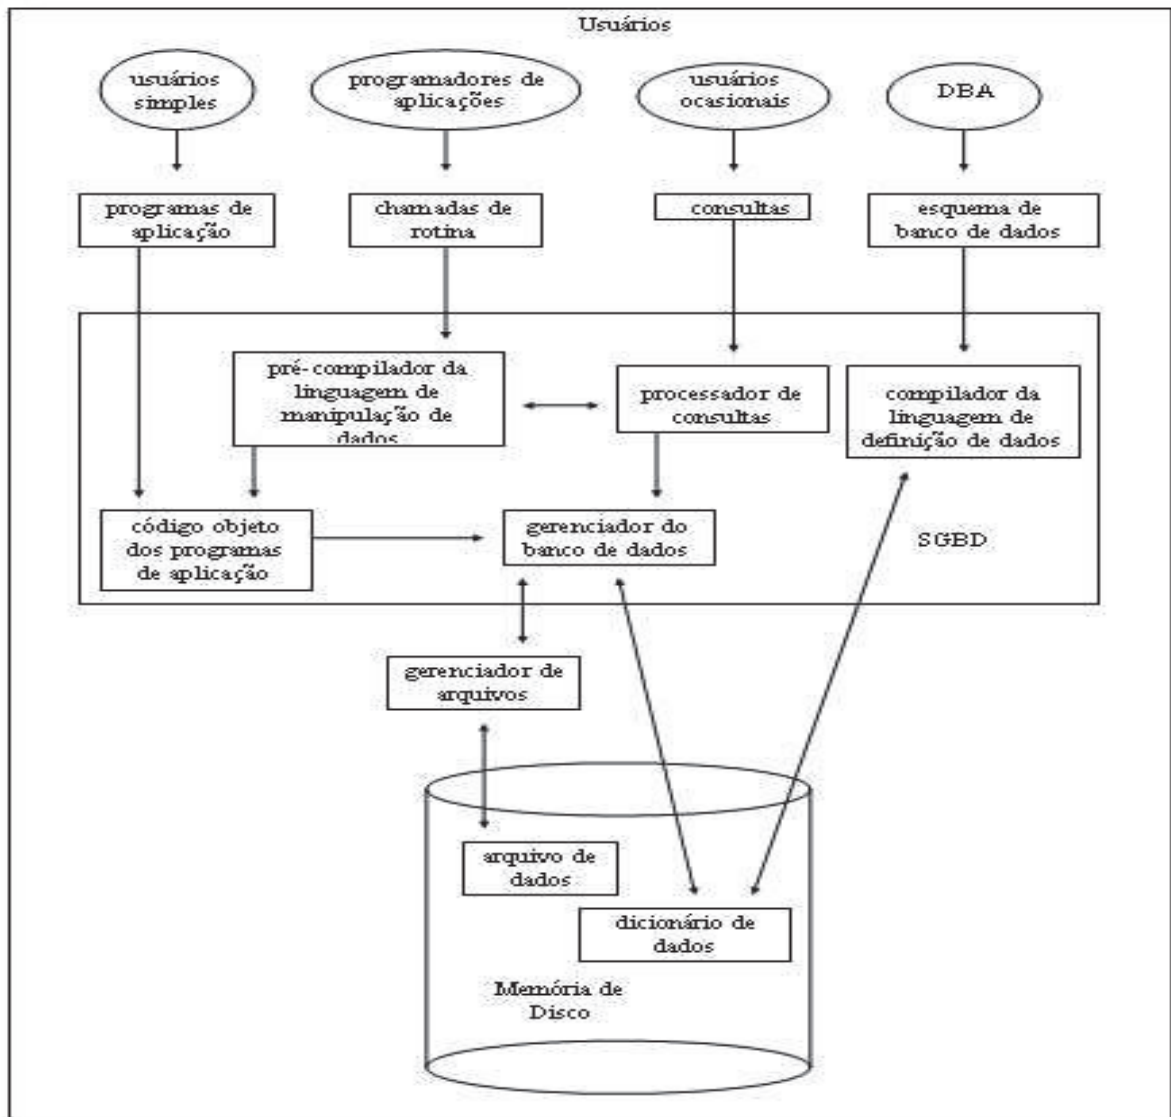 Usuários
usuários
simples
programadores de
aplicações
usuários
ocasionais
DBA
programas de
aplicação
chamadas de
rotina
consultas
esquema de
banco de dados
pré-compilador da
linguagem de
manipulação de
dados
processador de
consultas
compilador da
linguagem de
definição de dados
código objeto
dos programas
de aplicação
gerenciador do
banco de dados
SGBD
gerenciador de
arquivos
arquivo de
dados
dicionário de
dados
Memória de
Disco